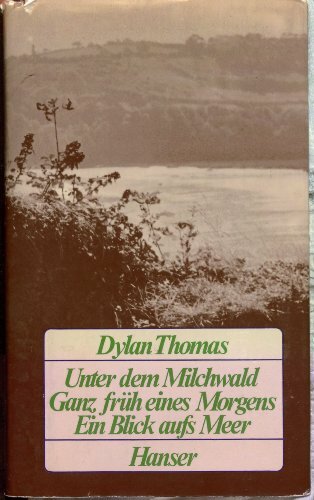 Dylan Thomas
Unter dem Milchwald
Ganz früh eines Morgens
Ein Blick aufs Meer
Hanser